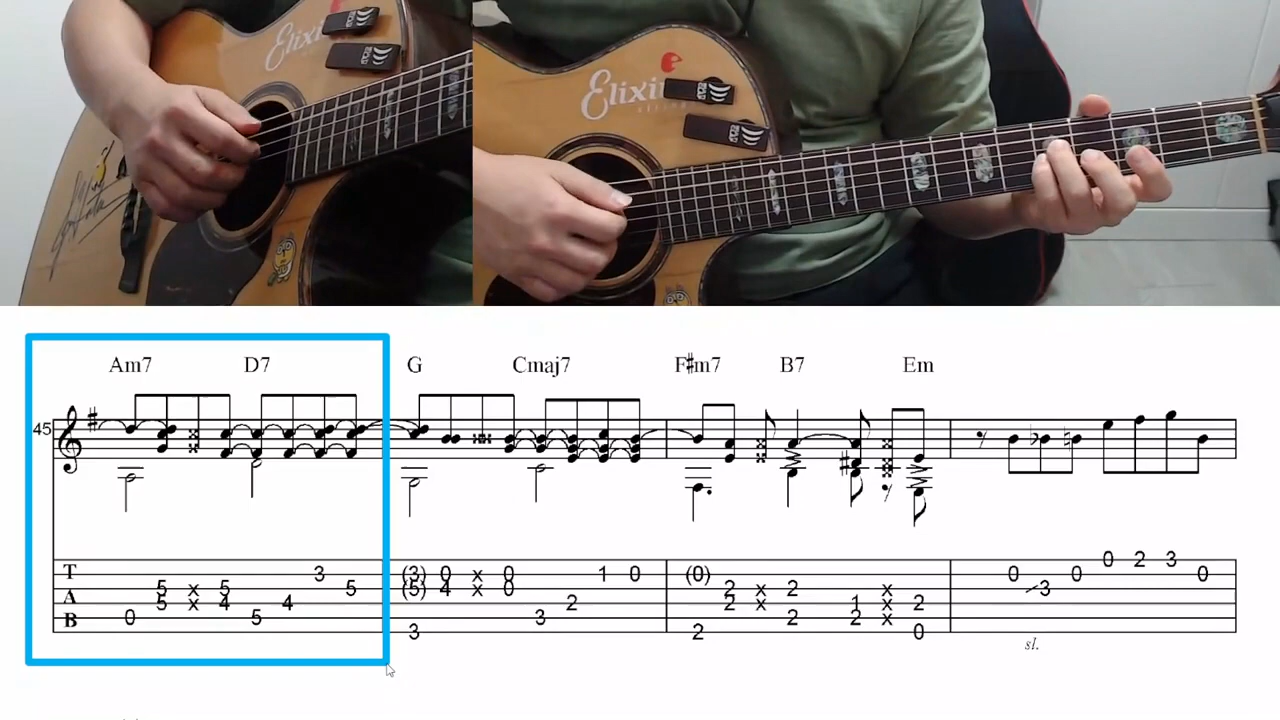 Elixir
Elixir
strings
Am7 D7 G Cmaj7 F#m7 B7 Em
45
T 3 (3) 0 x 0 1 0 (0) 0 0 0 2 3 0
5 x 5 5 (5) 4 x 0 2 x 2 x 3
A 5 x 4 4 2 2 x 1 x 2
B 0 5 3 2 2 x
3 2 0
sl.